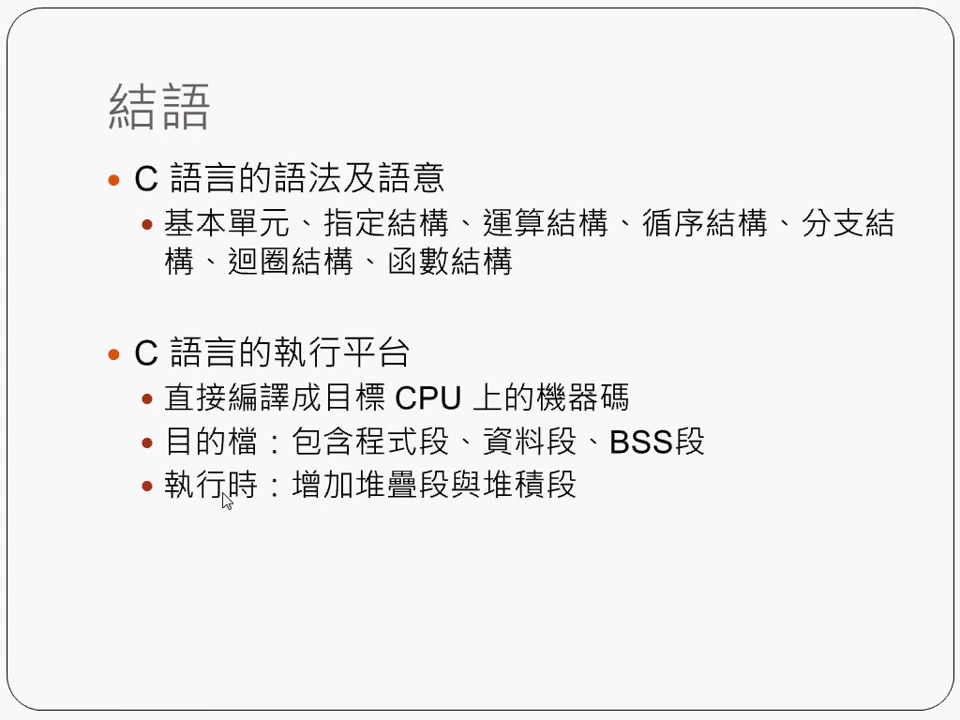 結語
C 語言的語法及語意
基本單元、指定結構、運算結構、循序結構、分支結
構、迴圈結構、函數結構
C 語言的執行平台
直接編譯成目標 CPU 上的機器碼
目的檔：包含程式段、資料段、BSS段
執行時：增加堆疊段與堆積段